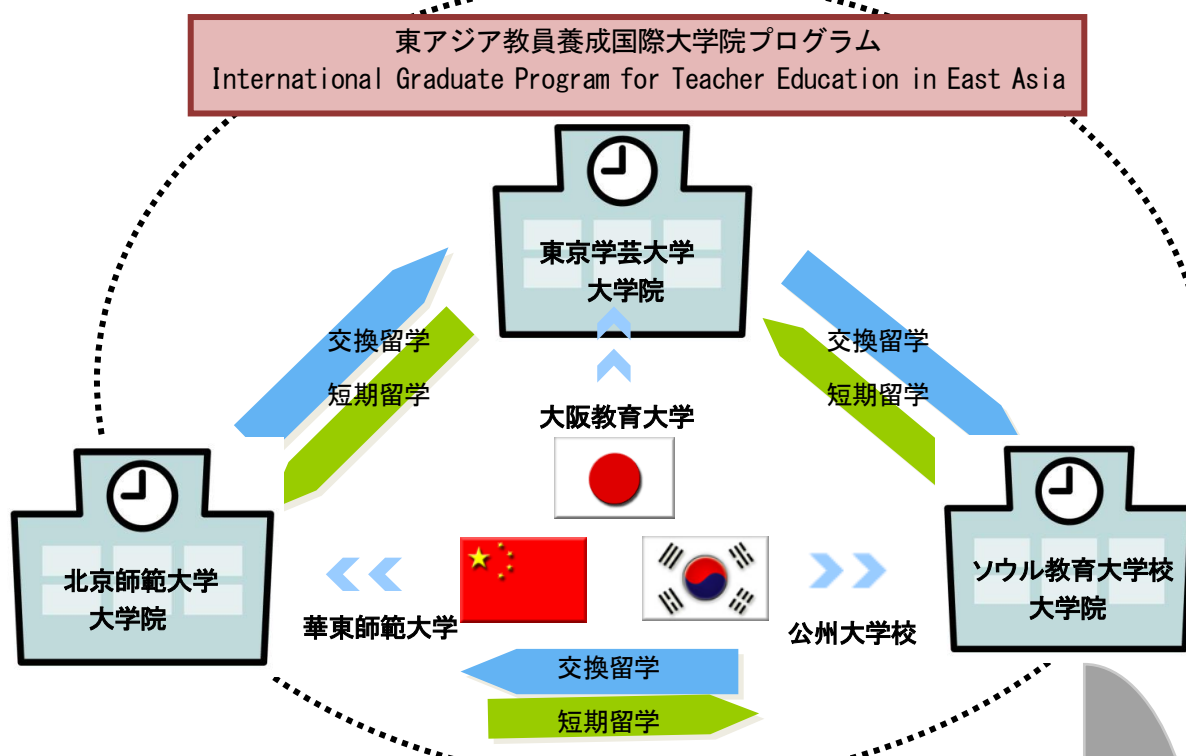 東アジア教員養成国際大学院プログラム
International Graduate Program for Teacher Education in East Asia
東京学芸大学
大学院
交換留学
短期留学
交換留学
短期留学
大阪教育大学
北京師範大学
大学院
華東師範大学
ソウル教育大学校
大学院
公州大学校
交換留学
短期留学